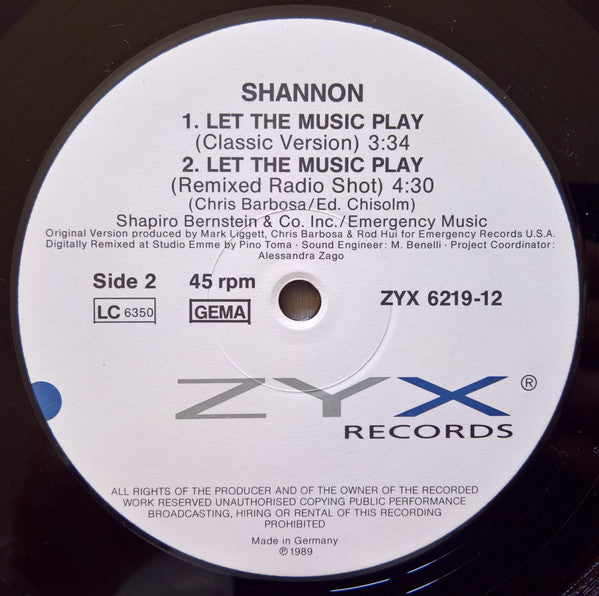 SHANNON
1. LET THE MUSIC PLAY
(Classic Version) 3:34
2. LET THE MUSIC PLAY
(Remixed Radio Shot) 4:30
(Chris Barbosa/Ed. Chisolm)
Shapiro Bernstein & Co. Inc./Emergency Music
Original Version produced by Mark Liggett, Chris Barbosa & Rod Hui for Emergency Records U.S.A.
Digitally Remixed at Studio Emme by Pino Toma - Sound Engineer: M. Benelli - Project Coordinator:
Alessandra Zago
Side 2 45 rpm ZYX 6219-12
LC 6350 GEMA
ZYX ®
RECORDS
ALL RIGHTS OF THE PRODUCER AND OF THE OWNER OF THE RECORDED
WORK RESERVED UNAUTHORISED COPYING PUBLIC PERFORMANCE
BROADCASTING, HIRING OR RENTAL OF THIS RECORDING
PROHIBITED
Made in Germany
℗ 1989